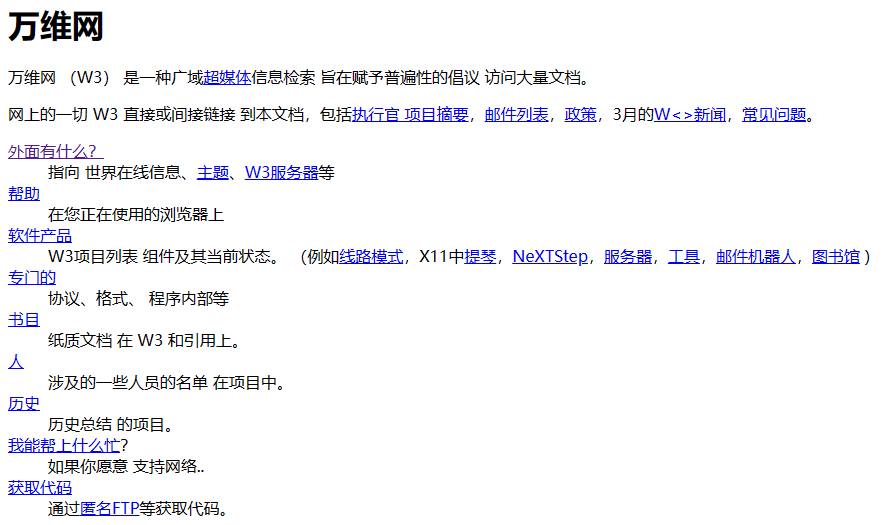 万维网
万维网 （W3） 是一种广域超媒体信息检索 旨在赋予普遍性的倡议 访问大量文档。
网上的一切 W3 直接或间接链接 到本文档，包括执行官 项目摘要，邮件列表，政策，3月的W<>新闻，常见问题。
外面有什么？
指向 世界在线信息、主题、W3服务器等
帮助
在您正在使用的浏览器上
软件产品
W3项目列表 组件及其当前状态。 （例如线路模式，X11中提琴，NeXTStep，服务器，工具，邮件机器人，图书馆 ）
专门的
协议、格式、 程序内部等
书目
纸质文档 在 W3 和引用上。
人
涉及的一些人员的名单 在项目中。
历史
历史总结 的项目。
我能帮上什么忙？
如果你愿意 支持网络..
获取代码
通过匿名FTP等获取代码。